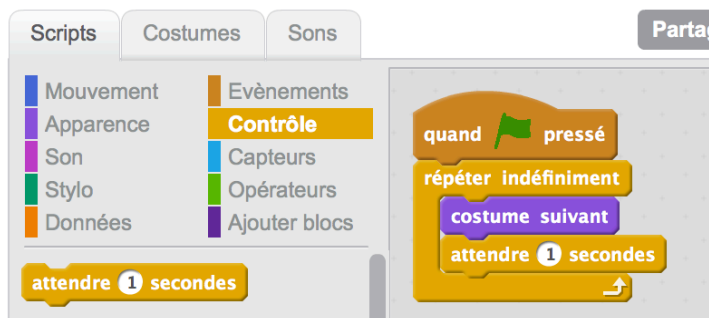 Scripts Costumes Sons
Mouvement Evènements
Apparence Contrôle
Son Capteurs
Stylo Opérateurs
Données Ajouter blocs
attendre 1 secondes
quand pressé
répéter indéfiniment
costume suivant
attendre 1 secondes